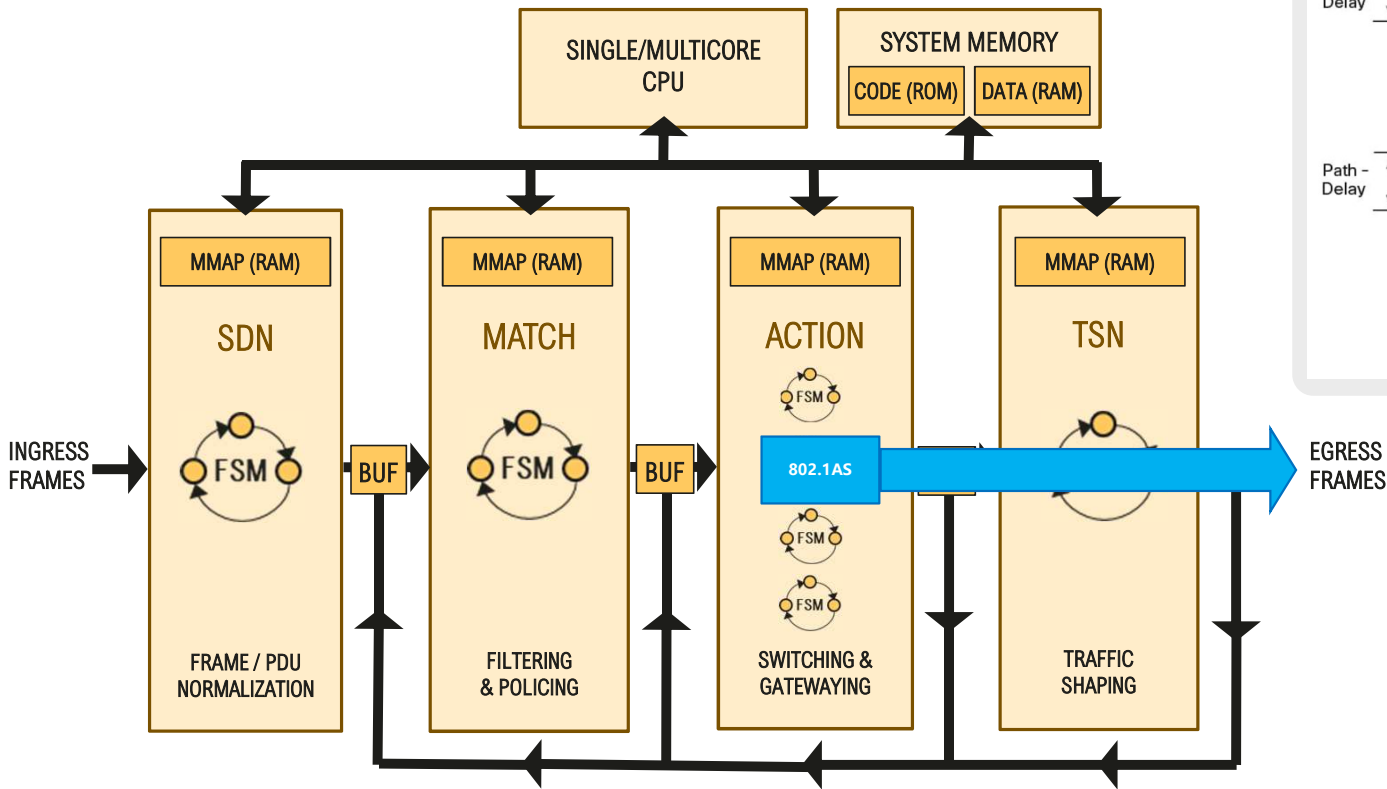 Delay
SINGLE/MULTICORE
CPU
SYSTEM MEMORY
CODE (ROM)
DATA (RAM)
Path -
Delay
MMAP (RAM)
MMAP (RAM)
MMAP (RAM)
MMAP (RAM)
SDN
MATCH
ACTION
TSN
FSM
INGRESS
FRAMES
FSM
BUF
FSM
BUF
802.1AS
EGRESS
FRAMES
FSM
FSM
FRAME / PDU
NORMALIZATION
FILTERING
& POLICING
SWITCHING &
GATEWAYING
TRAFFIC
SHAPING